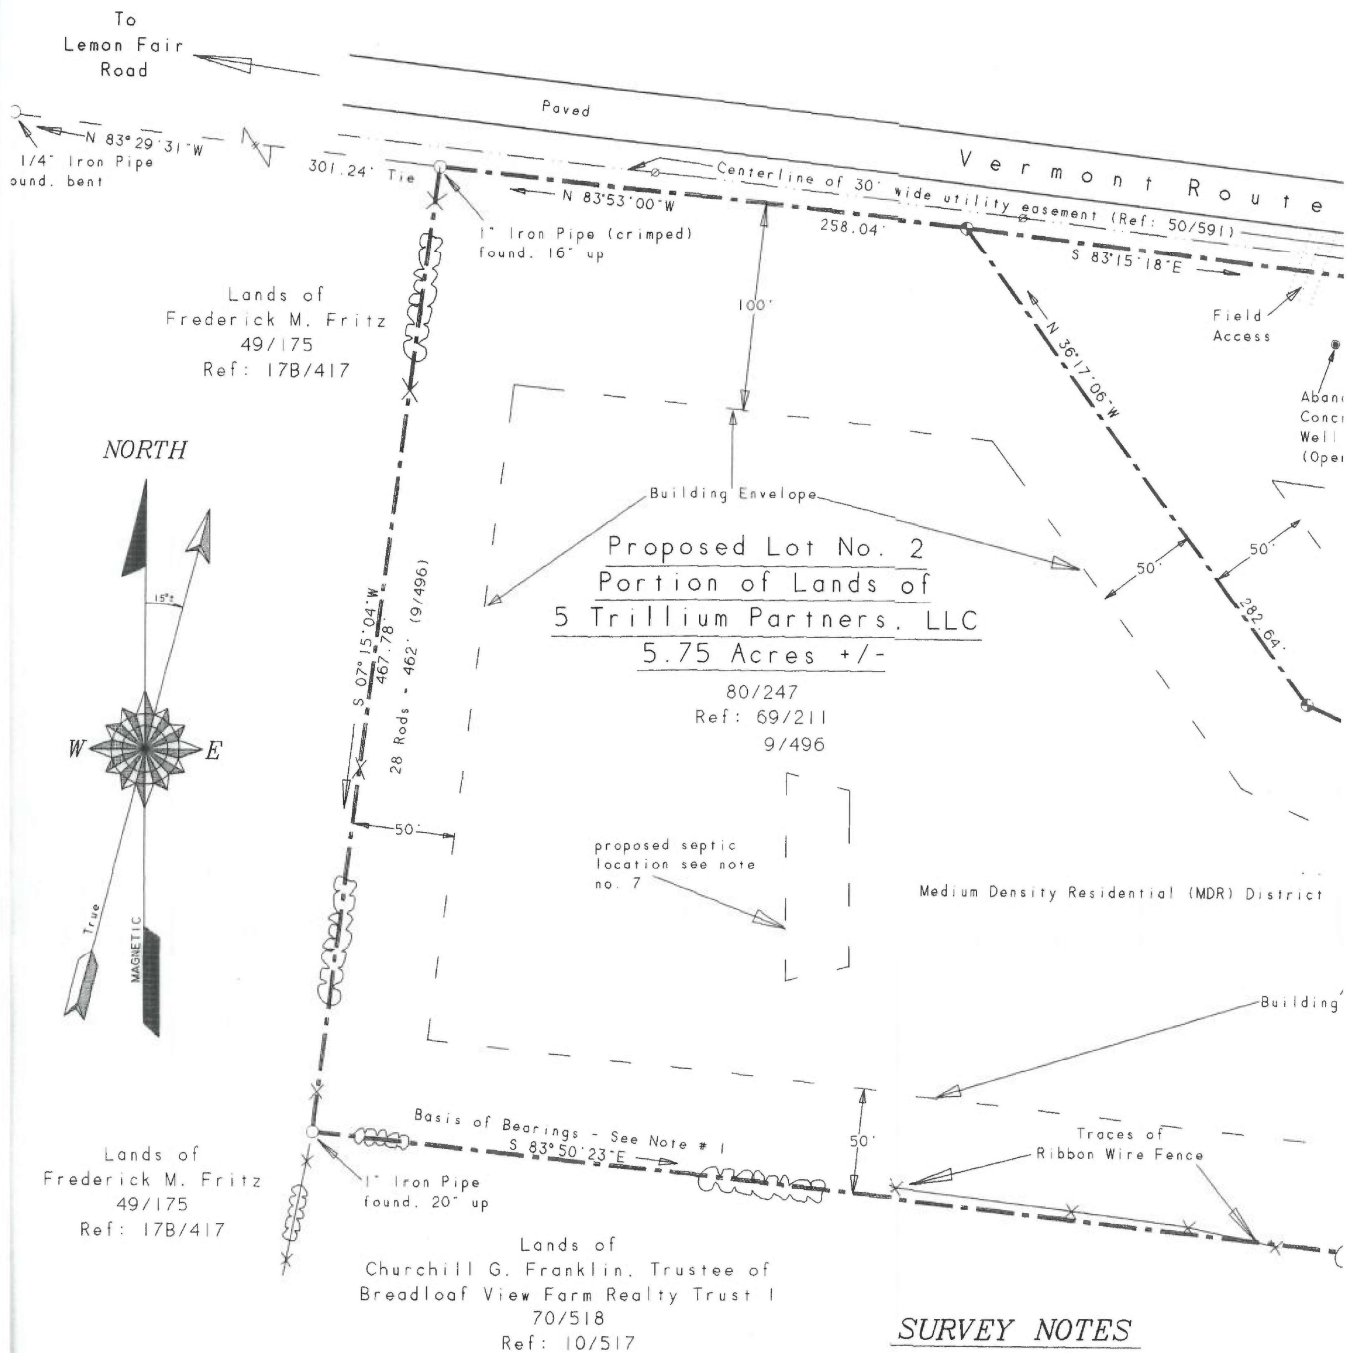 To
Lemon Fair
Road
Paved
Vermont Route
N 83°29'31"W
1/4" Iron Pipe
ound. bent
301.24' Tie
Centerline of 30' wide utility easement (Ref: 50/591)
N 83°53'00"W
258.04'
S 83°15'18"E
1" Iron Pipe (crimped)
found. 16" up
100'
Field
Access
Lands of
Frederick M. Fritz
49/175
Ref: 17B/417
N 36°17'06"W
Aban
Conc
Well
(Ope
NORTH
15°±
W
E
True
MAGNETIC
Building Envelope
Proposed Lot No. 2
Portion of Lands of
5 Trillium Partners. LLC
5.75 Acres +/-
80/247
Ref: 69/211
9/496
50'
50'
282.64'
S 07°15'04"W
467.78'
28 Rods - 462' (9/496)
50'
proposed septic
location see note
no. 7
Medium Density Residential (MDR) District
Building
Basis of Bearings - See Note # 1
S 83°50'23"E
50'
Traces of
Ribbon Wire Fence
1" Iron Pipe
found. 20" up
Lands of
Frederick M. Fritz
49/175
Ref: 17B/417
Lands of
Churchill G. Franklin. Trustee of
Breadloaf View Farm Realty Trust I
70/518
Ref: 10/517
SURVEY NOTES